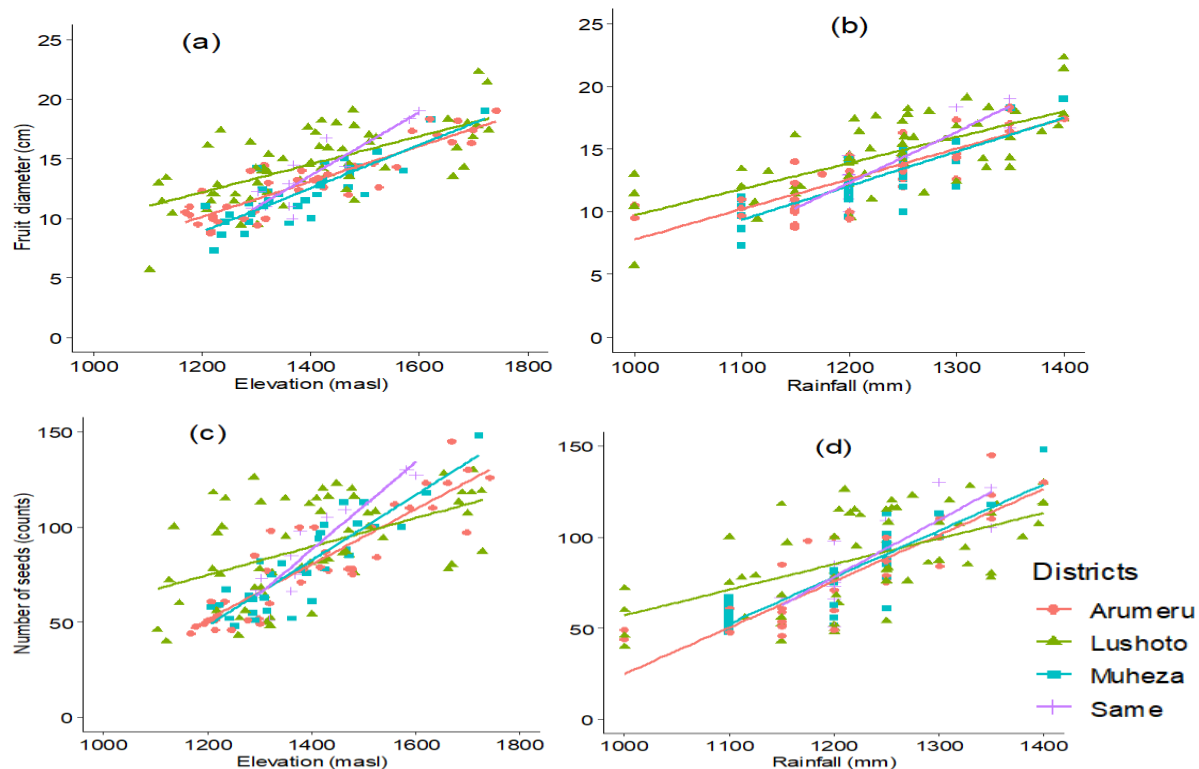 (a)
Fruit diameter (cm)
25
20
15
10
5
0
1000 1200 1400 1600 1800
Elevation (masl)
(b)
25
20
15
10
5
0
1000 1100 1200 1300 1400
Rainfall (mm)
(c)
Number of seeds (counts)
150
100
50
0
1000 1200 1400 1600 1800
Elevation (masl)
(d)
150
100
50
0
1000 1100 1200 1300 1400
Rainfall (mm)
Districts
Arumeru
Lushoto
Muheza
Same